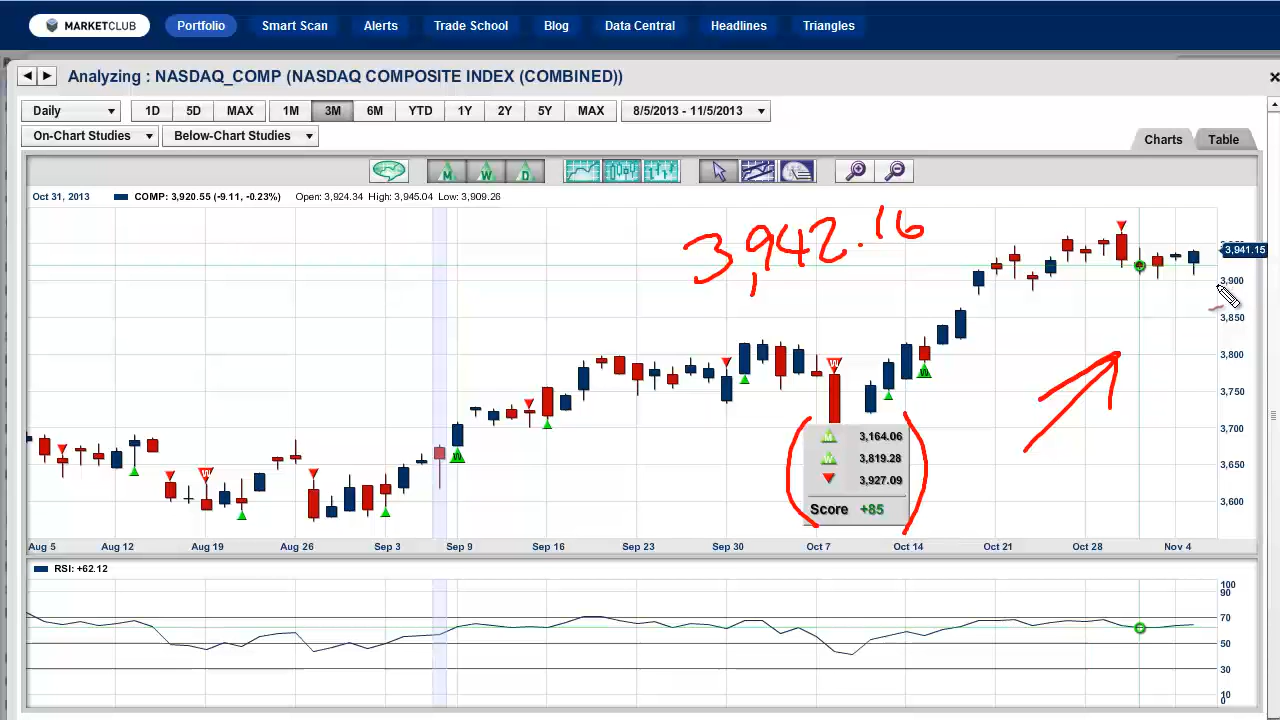 MARKETCLUB Portfolio Smart Scan Alerts Trade School Blog Data Central Headlines Triangles
Analyzing : NASDAQ_COMP (NASDAQ COMPOSITE INDEX (COMBINED))
Daily 1D 5D MAX 1M 3M 6M YTD 1Y 2Y 5Y MAX 8/5/2013 - 11/5/2013
On-Chart Studies Below-Chart Studies Charts Table
M W D
Oct 31, 2013 COMP: 3,920.55 (-9.11, -0.23%) Open: 3,924.34 High: 3,945.04 Low: 3,909.26
3,942.16
3,941.15
3,900
3,850
3,800
3,750
3,700
3,650
3,600
M 3,164.06
W 3,819.28
3,927.09
Score +85
Aug 5 Aug 12 Aug 19 Aug 26 Sep 3 Sep 9 Sep 16 Sep 23 Sep 30 Oct 7 Oct 14 Oct 21 Oct 28 Nov 4
RSI: +62.12
100
90
70
50
30
10
0